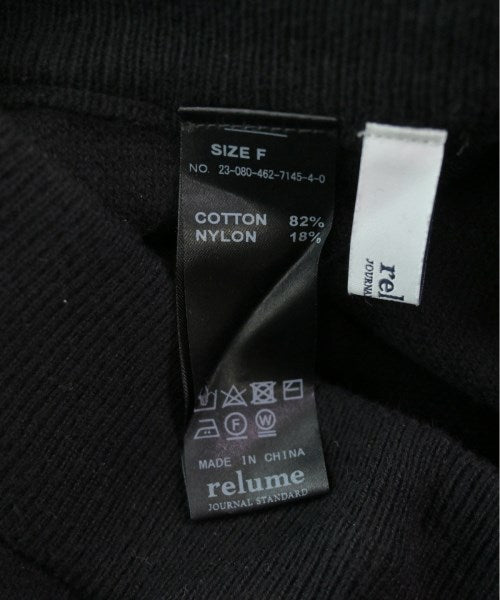 SIZE F
NO. 23-080-462-7145-4-0
COTTON 82%
NYLON 18%
F W
MADE IN CHINA
relume
JOURNAL STANDARD
rel
JOURNA